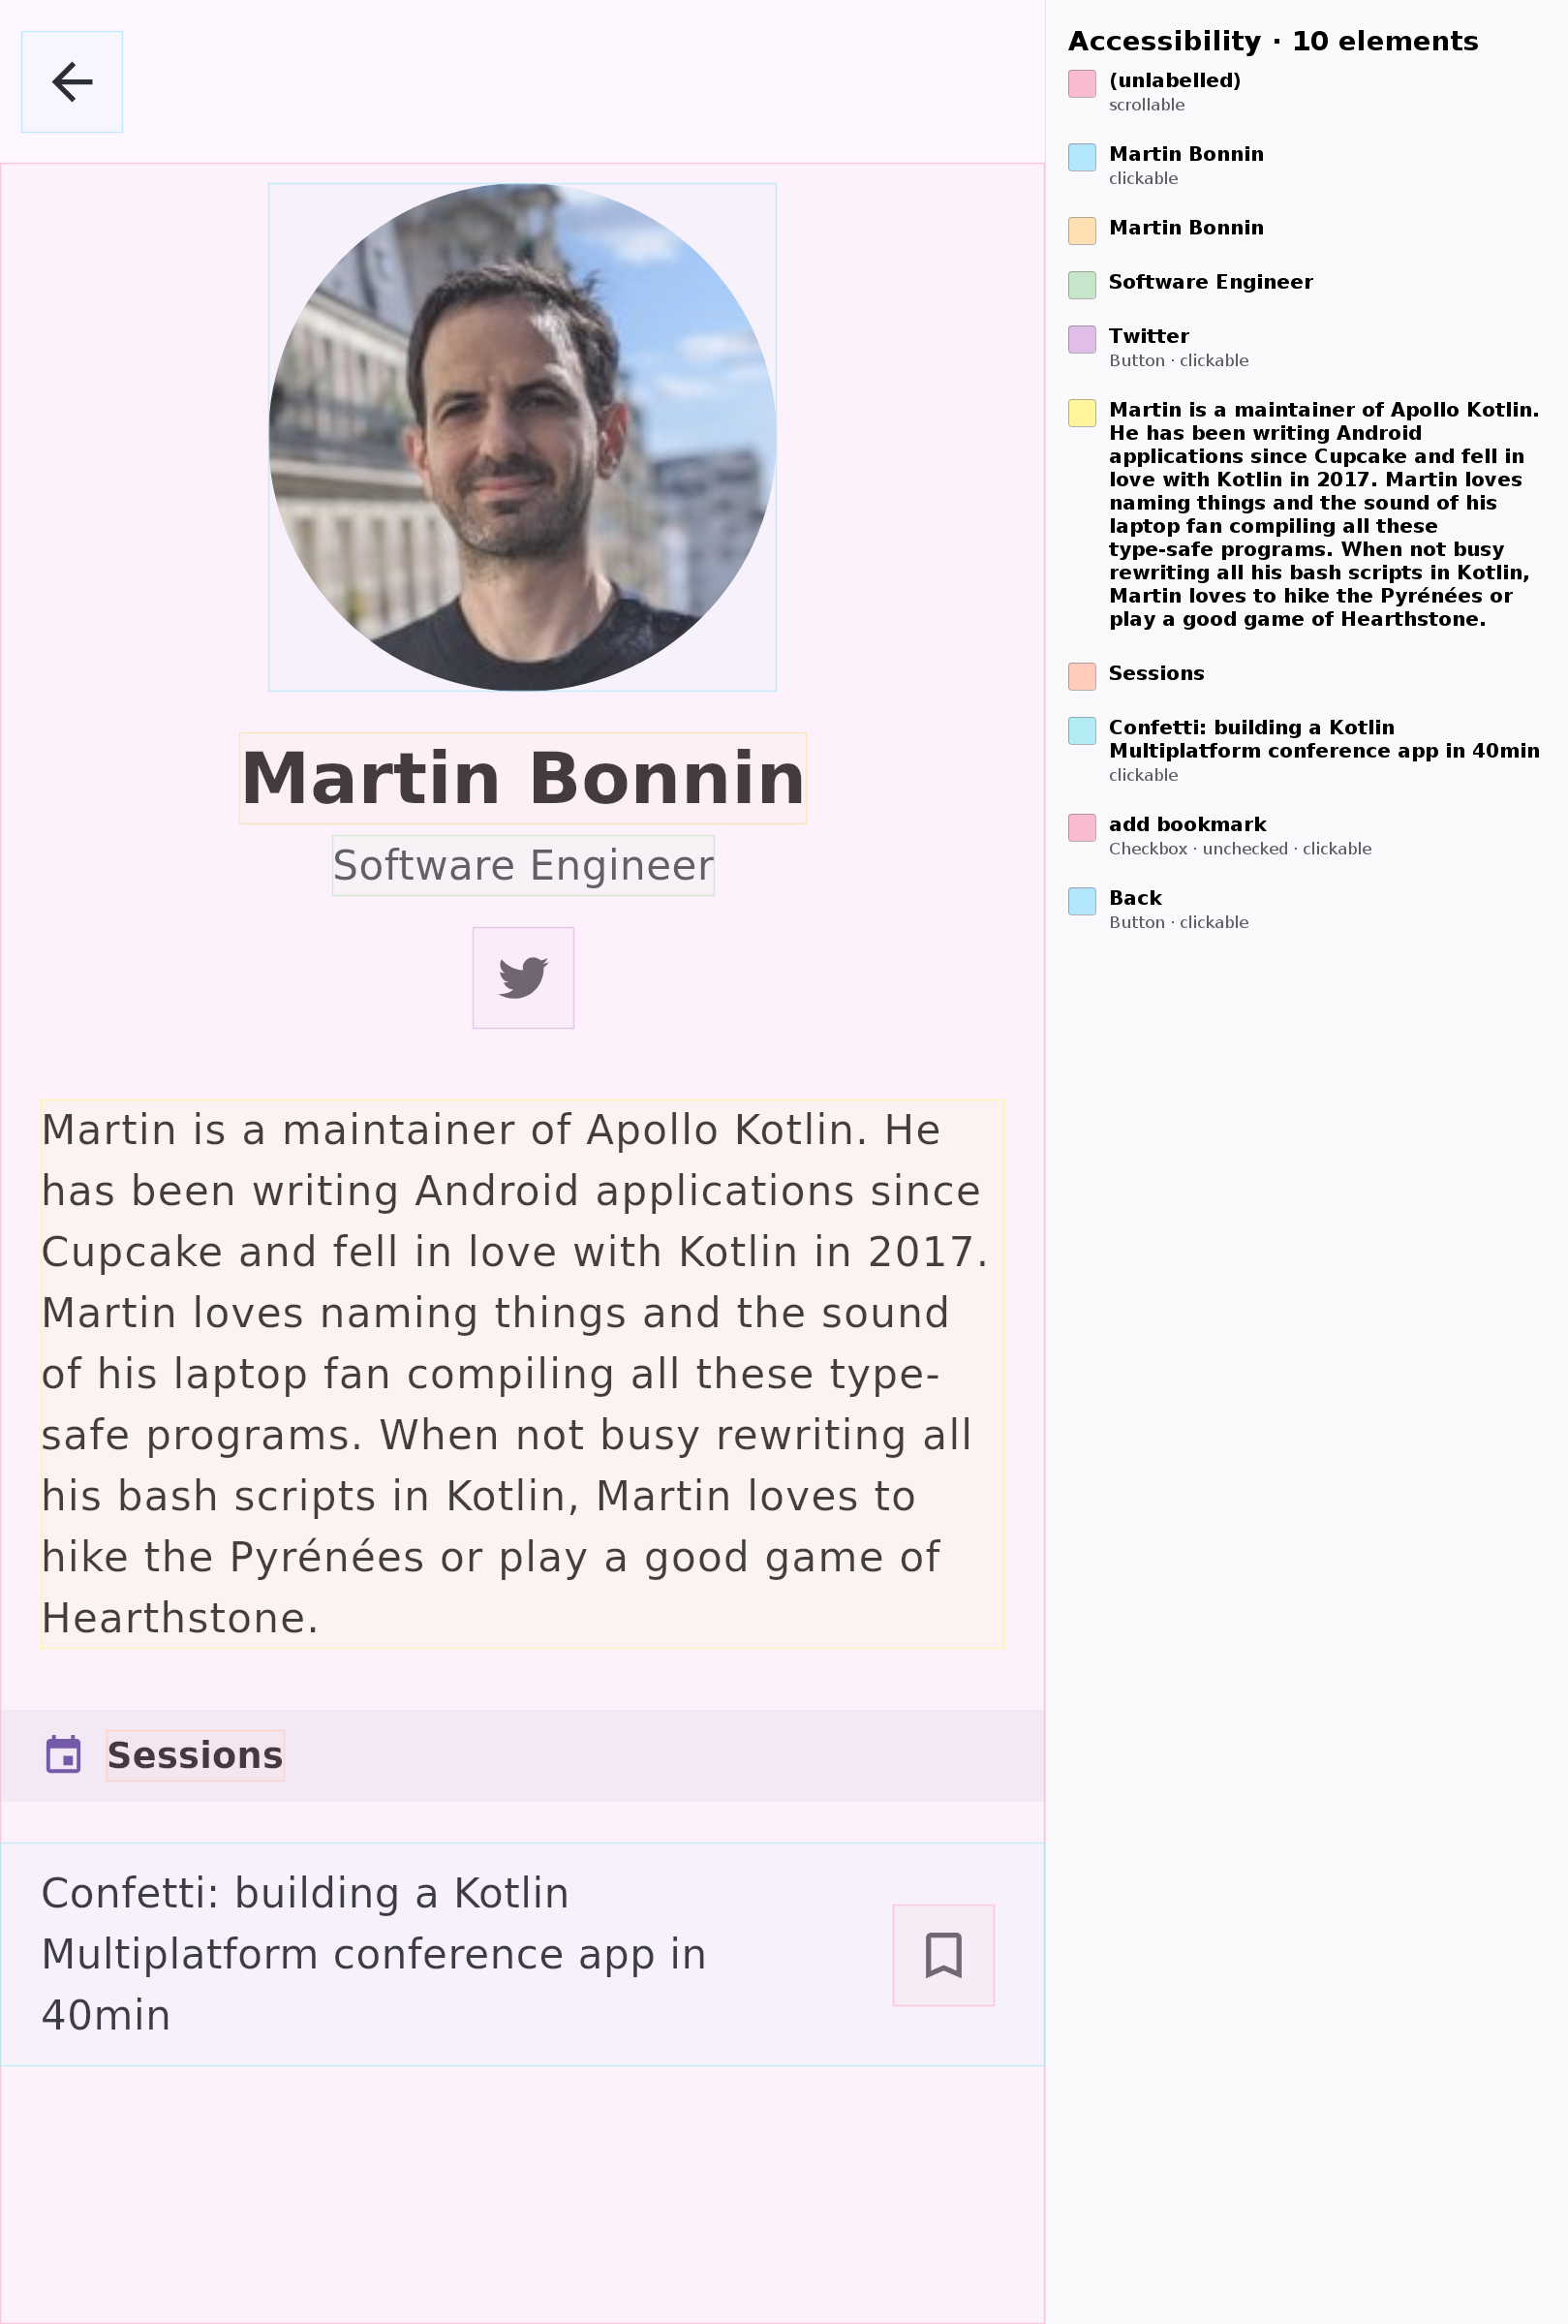 Martin Bonnin
Software Engineer
Martin is a maintainer of Apollo Kotlin. He
has been writing Android applications since
Cupcake and fell in love with Kotlin in 2017.
Martin loves naming things and the sound
of his laptop fan compiling all these type-
safe programs. When not busy rewriting all
his bash scripts in Kotlin, Martin loves to
hike the Pyrénées or play a good game of
Hearthstone.
Sessions
Confetti: building a Kotlin
Multiplatform conference app in
40min
Accessibility · 10 elements
(unlabelled)
scrollable
Martin Bonnin
clickable
Martin Bonnin
Software Engineer
Twitter
Button · clickable
Martin is a maintainer of Apollo Kotlin.
He has been writing Android
applications since Cupcake and fell in
love with Kotlin in 2017. Martin loves
naming things and the sound of his
laptop fan compiling all these
type-safe programs. When not busy
rewriting all his bash scripts in Kotlin,
Martin loves to hike the Pyrénées or
play a good game of Hearthstone.
Sessions
Confetti: building a Kotlin
Multiplatform conference app in 40min
clickable
add bookmark
Checkbox · unchecked · clickable
Back
Button · clickable